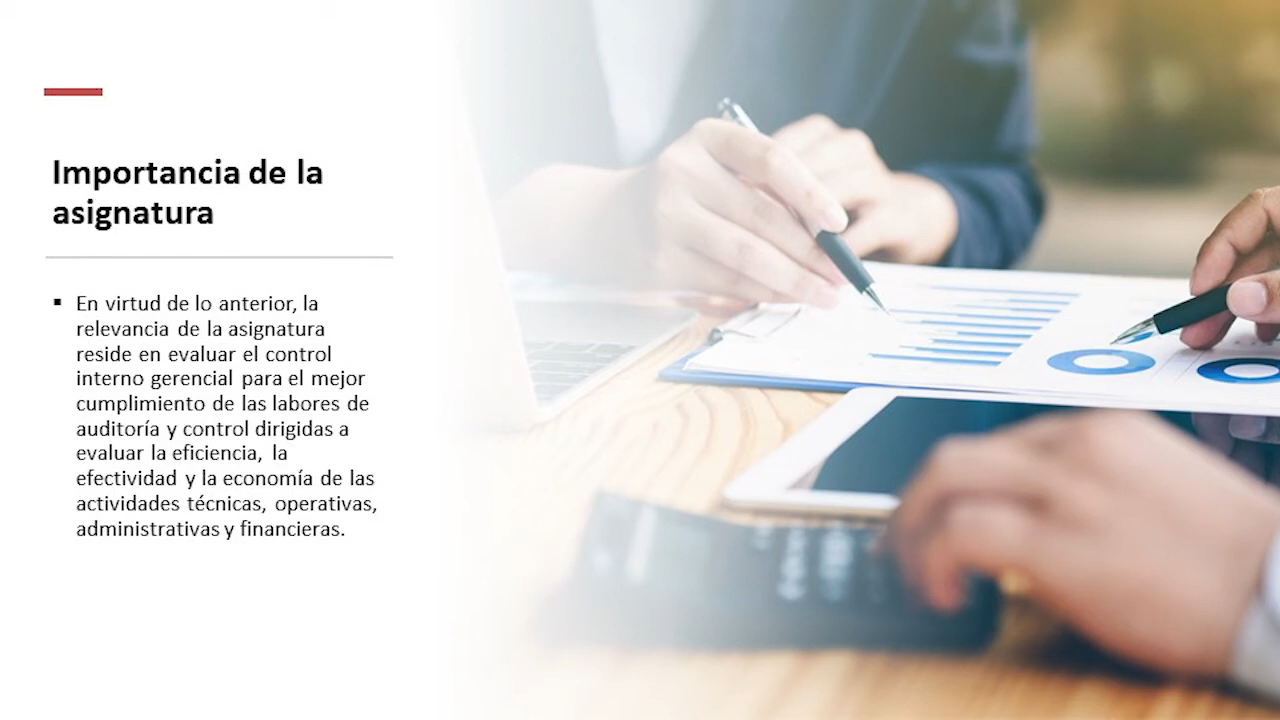 Importancia de la
asignatura
▪ En virtud de lo anterior, la
relevancia de la asignatura
reside en evaluar el control
interno gerencial para el mejor
cumplimiento de las labores de
auditoría y control dirigidas a
evaluar la eficiencia, la
efectividad y la economía de las
actividades técnicas, operativas,
administrativas y financieras.